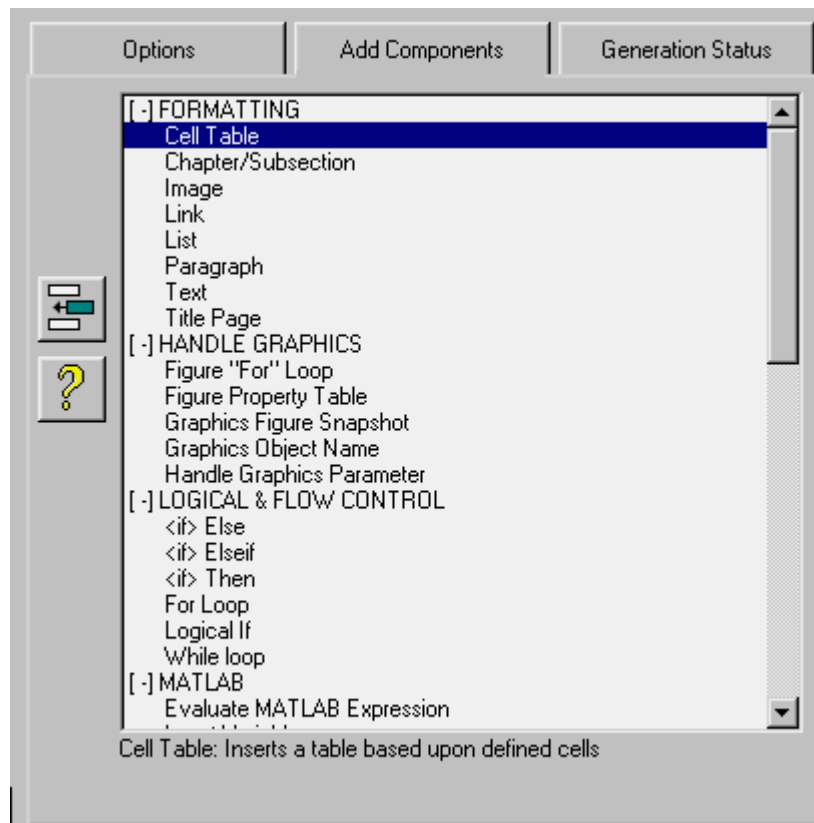 Options Add Components Generation Status
[-] FORMATTING
Cell Table
Chapter/Subsection
Image
Link
List
Paragraph
Text
Title Page
[-] HANDLE GRAPHICS
Figure "For" Loop
Figure Property Table
Graphics Figure Snapshot
Graphics Object Name
Handle Graphics Parameter
[-] LOGICAL & FLOW CONTROL
<if> Else
<if> Elseif
<if> Then
For Loop
Logical If
While loop
[-] MATLAB
Evaluate MATLAB Expression
Cell Table: Inserts a table based upon defined cells